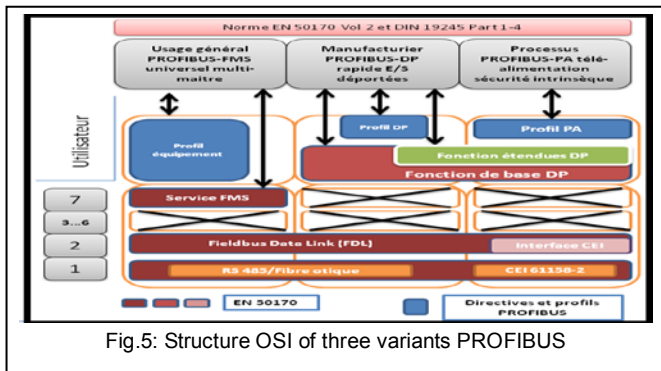 Norme EN 50170 Vol 2 et DIN 19245 Part 1-4
Usage général
PROFIBUS-FMS
universel multi-
maitre
Manufacturier
PROFIBUS-DP
rapide E/S
déportées
Processus
PROFIBUS-PA télé-
alimentation
sécurité intrinsèque
Utilisateur
Profil
équipement
Profil DP
Profil PA
Fonction étendues DP
Fonction de base DP
7
Service FMS
3...6
2
Fieldbus Data Link (FDL)
Interface CEI
1
RS 485/Fibre otique
CEI 61158-2
EN 50170
Directives et profils
PROFIBUS
Fig.5: Structure OSI of three variants PROFIBUS